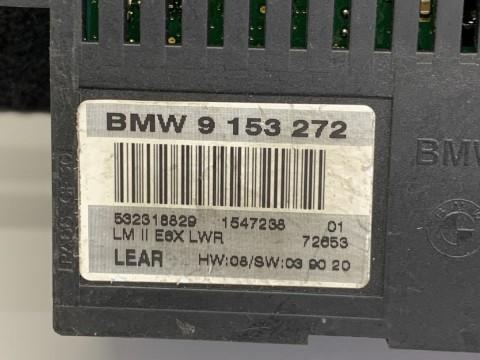 BMW 9 153 272
532318829 1547238 01
LM II E6X LWR 72653
LEAR HW:08/SW:03 90 20
BMW